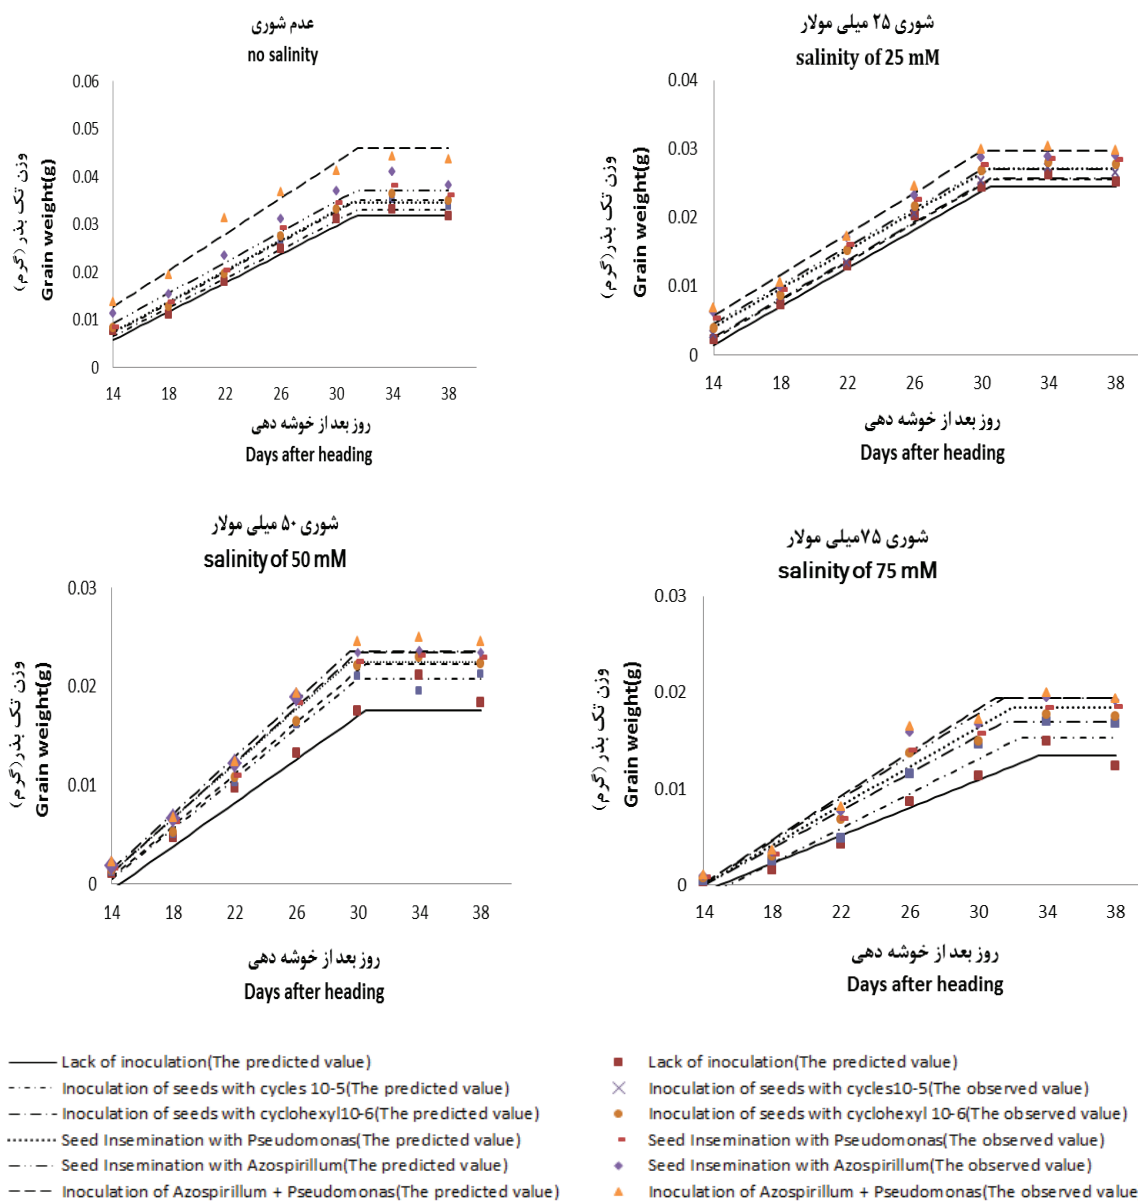 عدم شوری
no salinity
0.06
0.05
0.04
0.03
0.02
0.01
0
14 18 22 26 30 34 38
وزن تک بذر (گرم)
Grain weight(g)
روز بعد از خوشه دهی
Days after heading
شوری ۲۵ میلی مولار
salinity of 25 mM
0.04
0.03
0.02
0.01
0
14 18 22 26 30 34 38
وزن تک بذر (گرم)
Grain weight(g)
روز بعد از خوشه دهی
Days after heading
شوری ۵۰ میلی مولار
salinity of 50 mM
0.03
0.02
0.01
0
14 18 22 26 30 34 38
وزن تک بذر (گرم)
Grain weight(g)
روز بعد از خوشه دهی
Days after heading
شوری ۷۵میلی مولار
salinity of 75 mM
0.03
0.02
0.01
0
14 18 22 26 30 34 38
وزن تک بذر (گرم)
Grain weight(g)
روز بعد از خوشه دهی
Days after heading
Lack of inoculation(The predicted value)
Inoculation of seeds with cycles 10-5(The predicted value)
Inoculation of seeds with cyclohexyl10-6(The predicted value)
Seed Insemination with Pseudomonas(The predicted value)
Seed Insemination with Azospirillum(The predicted value)
Inoculation of Azospirillum + Pseudomonas(The predicted value)
Lack of inoculation(The predicted value)
Inoculation of seeds with cycles10-5(The observed value)
Inoculation of seeds with cyclohexyl 10-6(The observed value)
Seed Insemination with Pseudomonas(The observed value)
Seed Insemination with Azospirillum(The observed value)
Inoculation of Azospirillum + Pseudomonas(The observed value